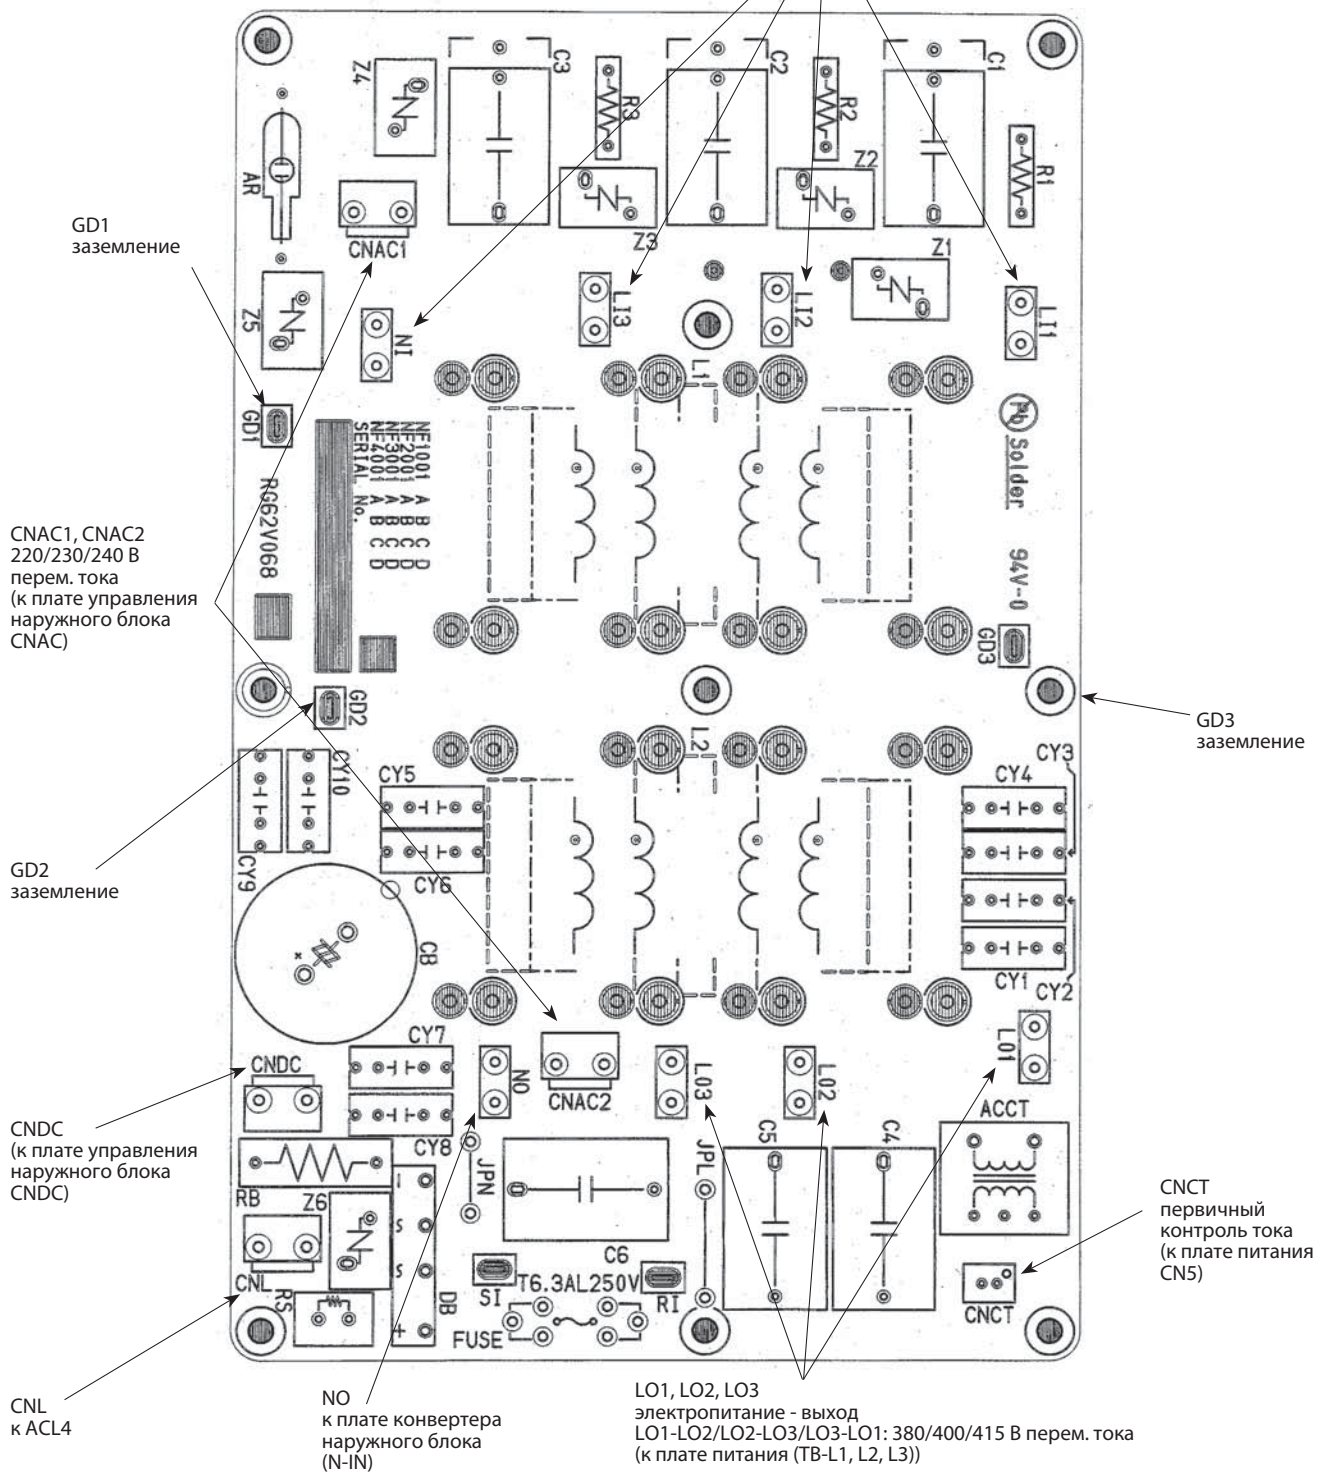 C3
C2
C1
Z4
R3
R2
R1
Z2
AR
CNAC1
Z3
Z1
GD1
заземление
Z5
NI
LI3
LI2
LI1
L1
GD1
Pb Solder
NF1001 A B C D
NF2001 A B C D
NF3001 A B C D
NF4001 A B C D
SERIAL No.
RG62V068
94V-0
CNAC1, CNAC2
220/230/240 В
перем. тока
(к плате управления
наружного блока
CNAC)
GD3
GD2
GD3
заземление
L2
CY3
CY10
CY5
CY4
CY9
CY6
GD2
заземление
CB
CY1
CY2
CY7
LO1
CNDC
NO
CNAC2
LO3
LO2
ACCT
CNDC
(к плате управления
наружного блока
CNDC)
CY8
JPN
C5
C4
JPL
RB
Z6
I
S
S
+
C6
CNCT
первичный
контроль тока
(к плате питания
CN5)
CNL
SI
T6.3AL250V
RI
RS
DB
FUSE
CNCT
CNL
к ACL4
NO
к плате конвертера
наружного блока
(N-IN)
LO1, LO2, LO3
электропитание - выход
LO1-LO2/LO2-LO3/LO3-LO1: 380/400/415 В перем. тока
(к плате питания (TB-L1, L2, L3))